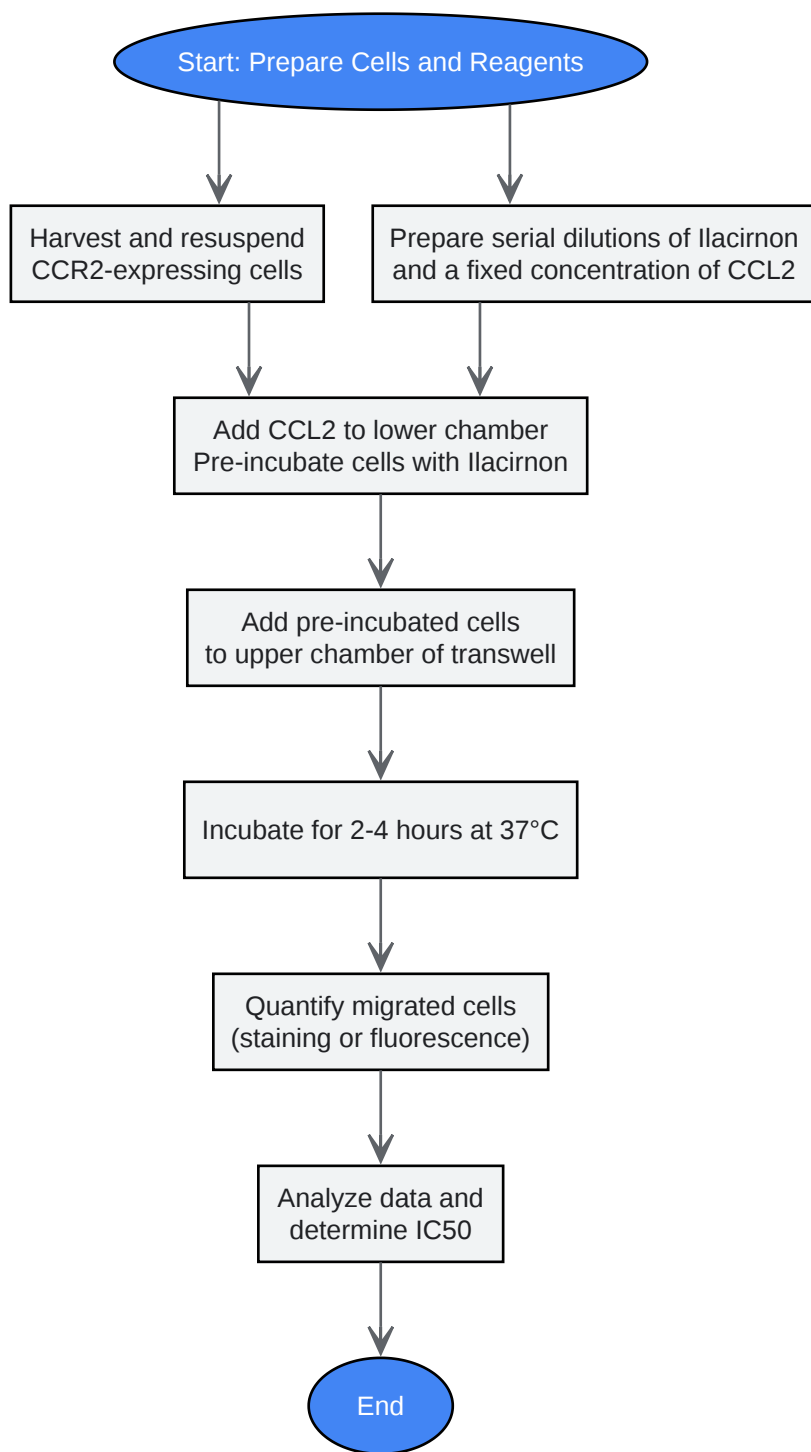 Start: Prepare Cells and Reagents
Harvest and resuspend
CCR2-expressing cells
Prepare serial dilutions of Ilacirnon
and a fixed concentration of CCL2
Add CCL2 to lower chamber
Pre-incubate cells with Ilacirnon
Add pre-incubated cells
to upper chamber of transwell
Incubate for 2-4 hours at 37°C
Quantify migrated cells
(staining or fluorescence)
Analyze data and
determine IC50
End